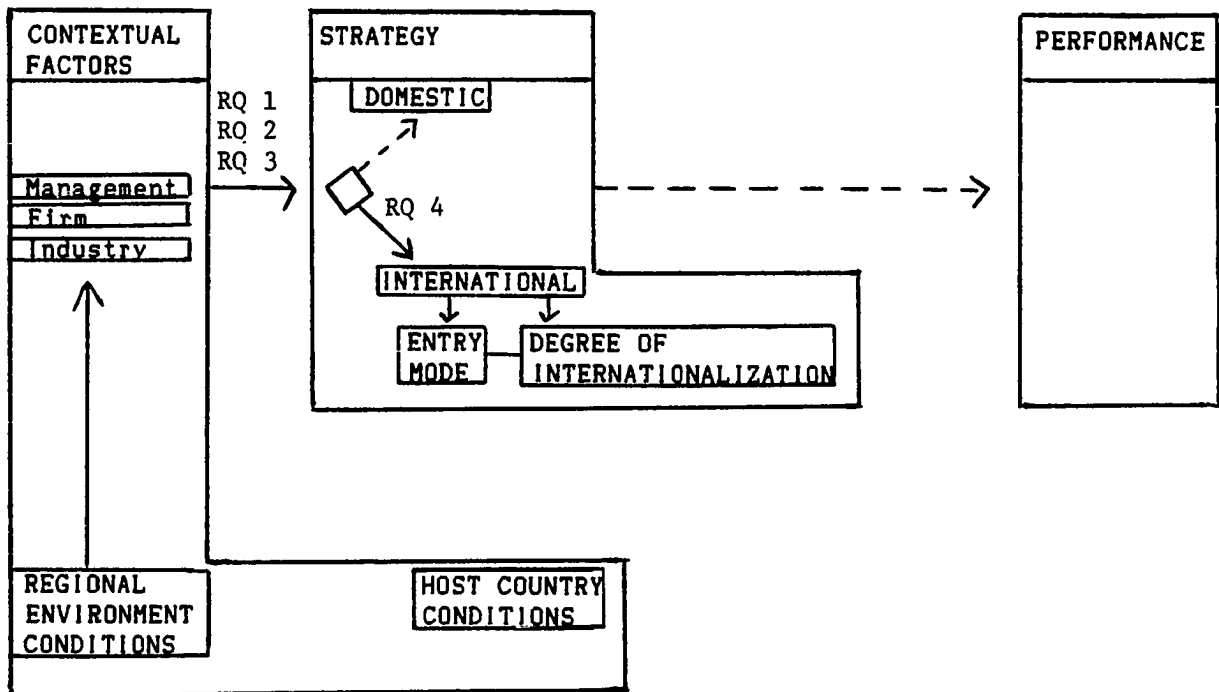 CONTEXTUAL
FACTORS
RQ 1
RQ 2
RQ 3
Management
Firm
Industry
REGIONAL
ENVIRONMENT
CONDITIONS
HOST COUNTRY
CONDITIONS
STRATEGY
DOMESTIC
RQ 4
INTERNATIONAL
ENTRY
MODE
DEGREE OF
INTERNATIONALIZATION
PERFORMANCE